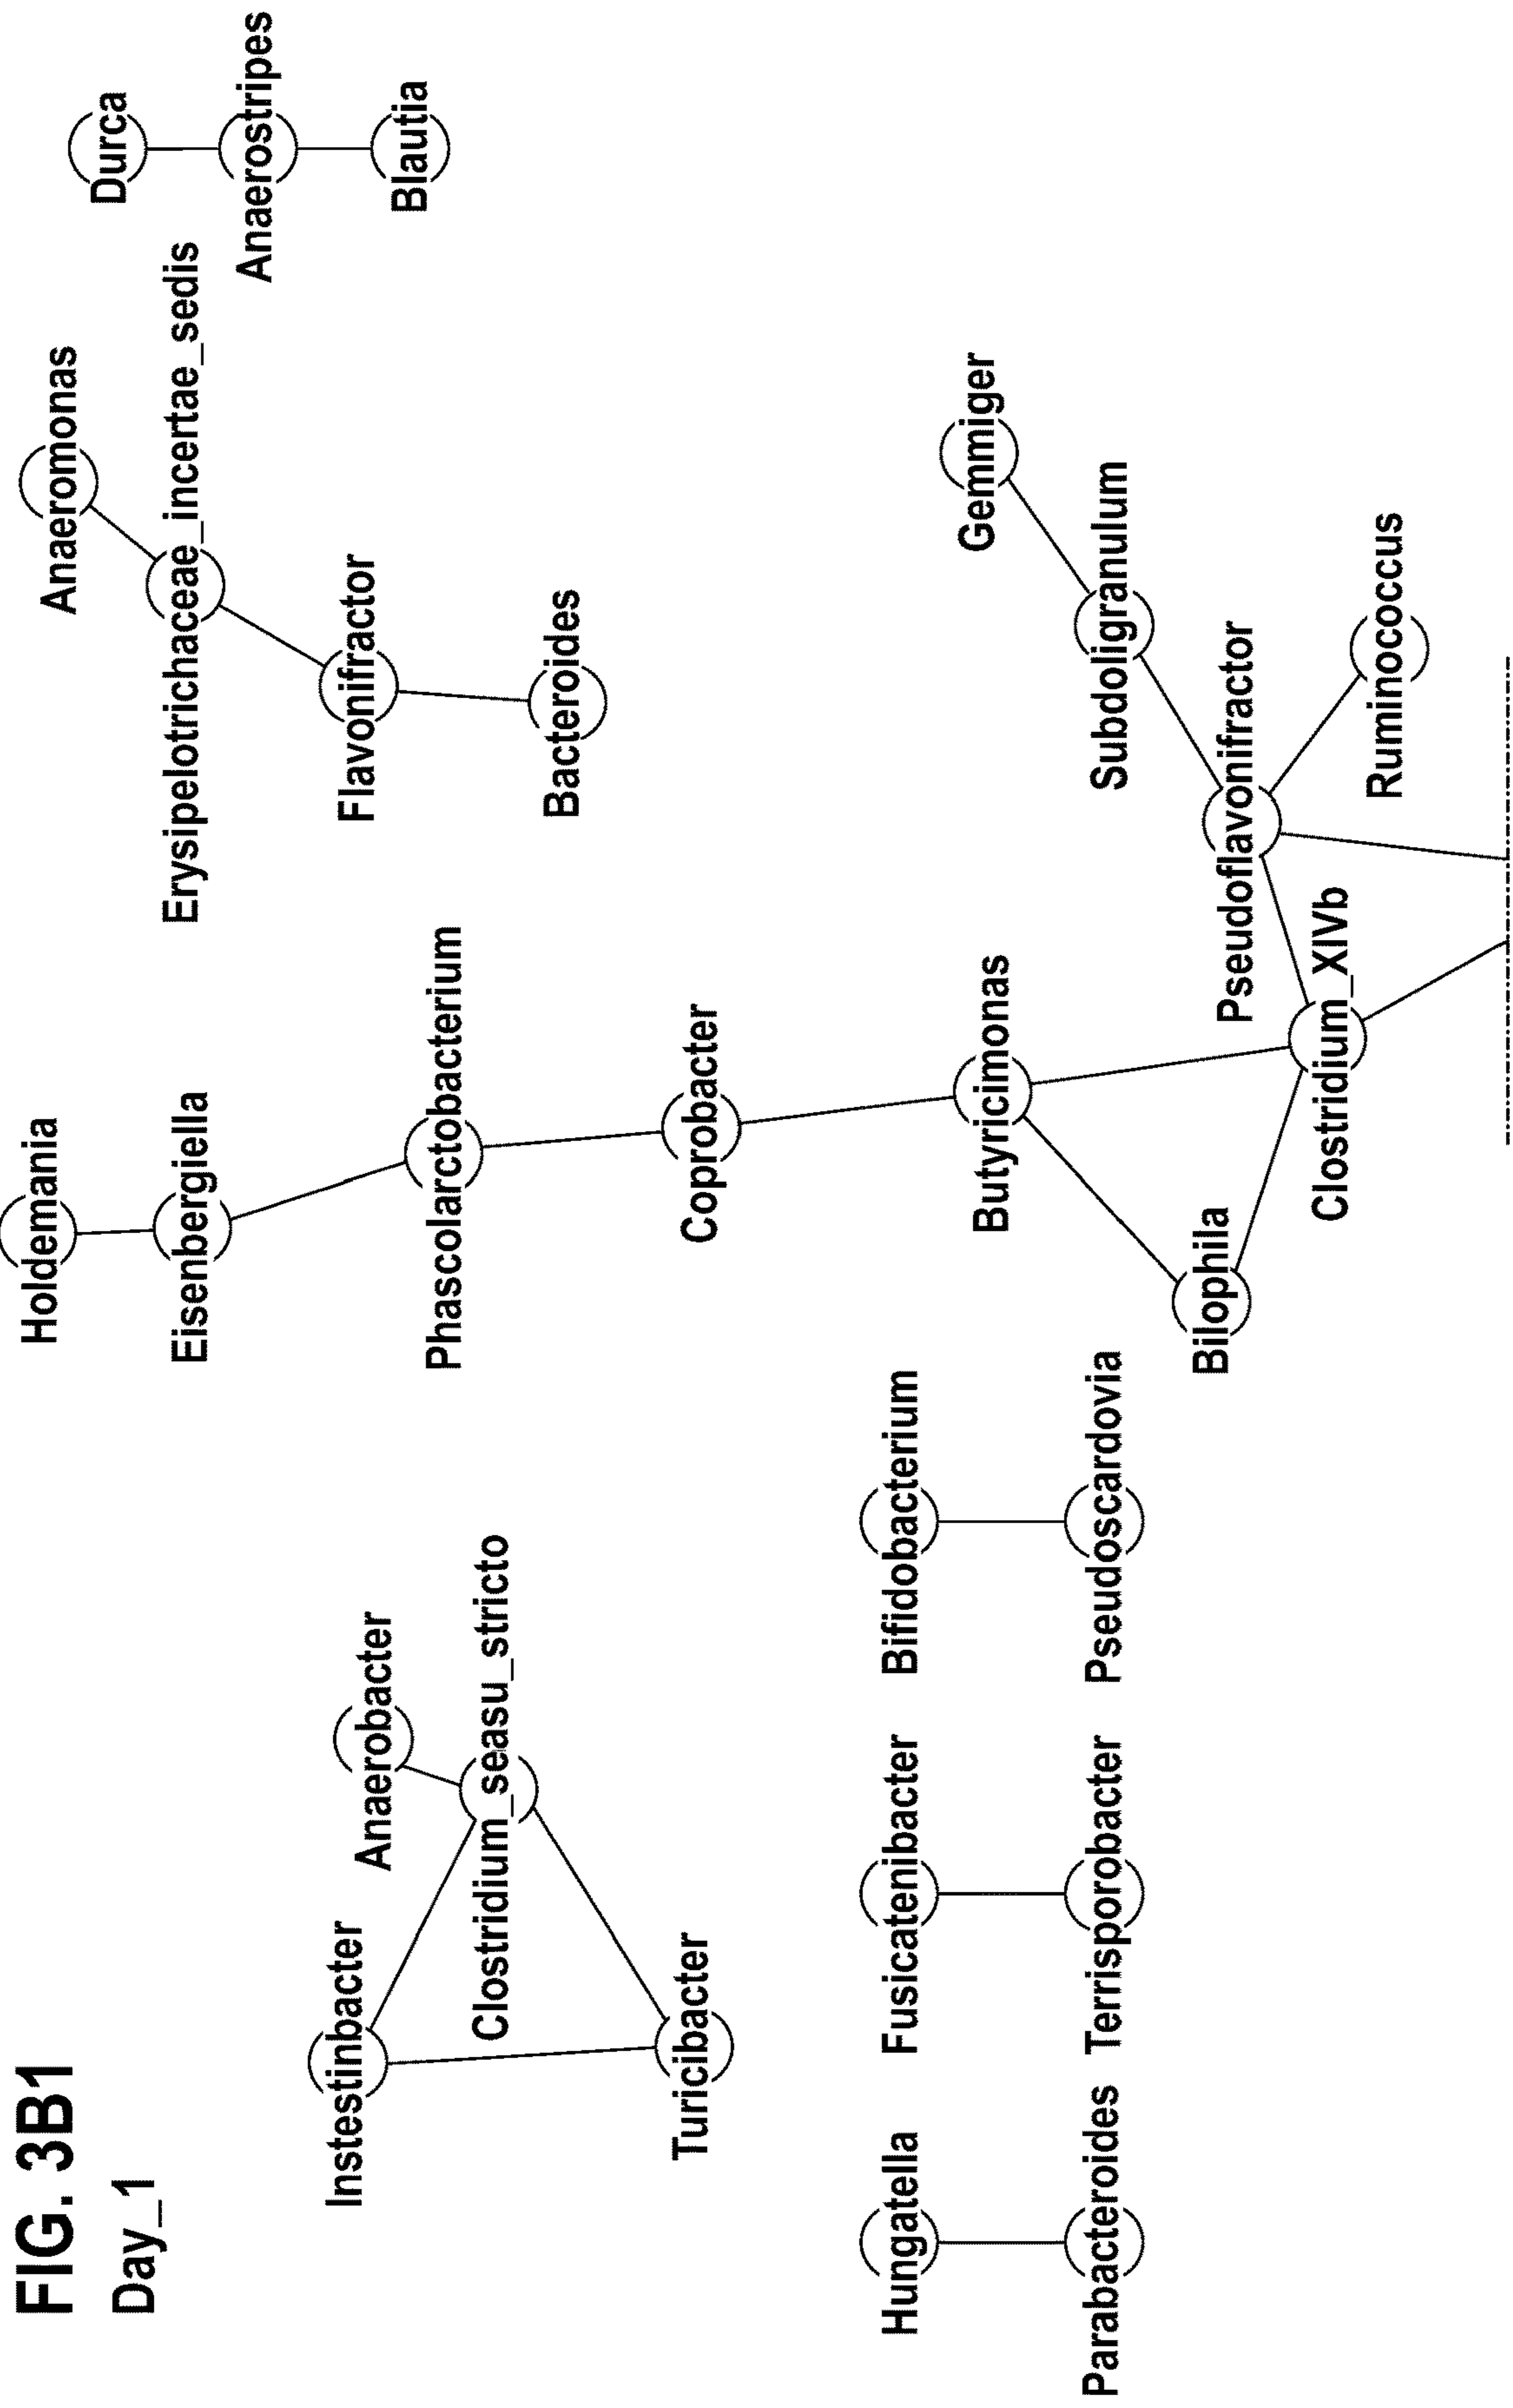 FIG. 3B1
Day_1
Holdemania
Anaeromonas
Durca
Eisenbergiella
Erysipelotrichaceae_incertae_sedis
Anaerostripes
Instestinbacter
Anaerobacter
Phascolarctobacterium
Flavonifractor
Blautia
Clostridium_seasu_stricto
Bacteroides
Turicibacter
Coprobacter
Hungatella
Fusicatenibacter
Bifidobacterium
Butyricimonas
Gemmiger
Parabacteroides
Terrisporobacter
Pseudoscardovia
Subdoligranulum
Bilophila
Pseudoflavonifractor
Clostridium_XIVb
Ruminococcus